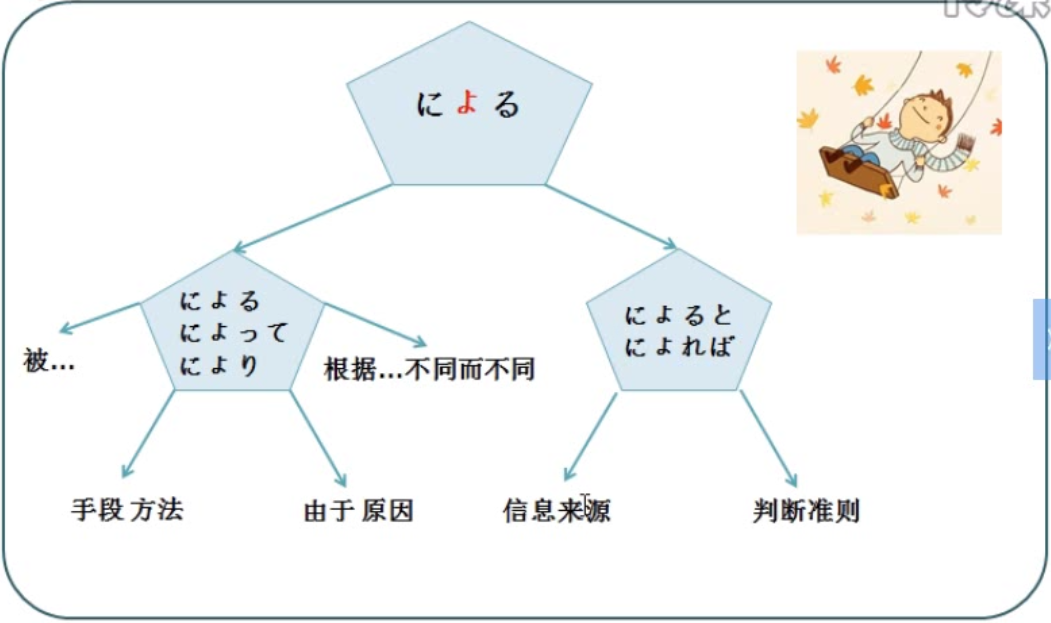 による
による
によって
により
によると
によれば
被...
根据...不同而不同
手段方法
由于原因
信息来源
判断准则